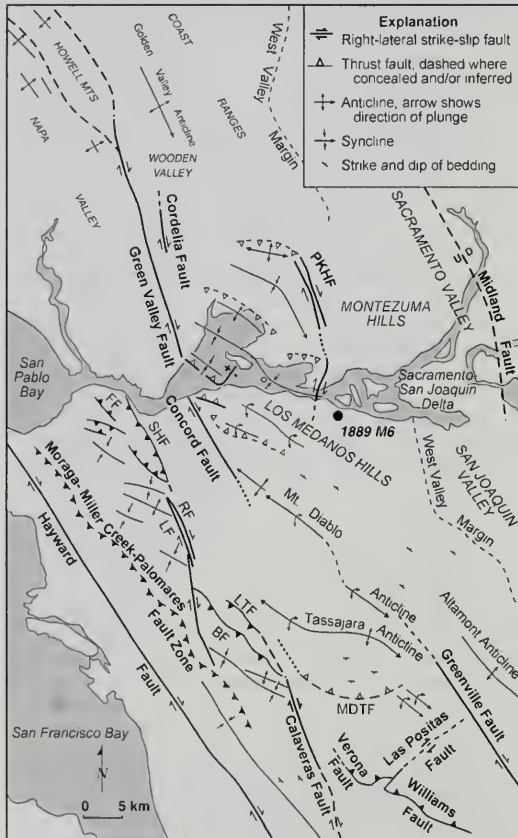 Explanation
Right-lateral strike-slip fault
Thrust fault, dashed where
concealed and/or inferred
Anticline, arrow shows
direction of plunge
Syncline
Strike and dip of bedding
COAST
RANGES
HOWELL MTS
Golden
Valley
Anticline
West Valley
Margin
NAPA
VALLEY
WOODEN
VALLEY
Cordelia Fault
Green Valley Fault
PKHF
SACRAMENTO VALLEY
Midland
Fault
MONTEZUMA
HILLS
San
Pablo
Bay
Sacramento
San Joaquin
Delta
1889 M6
LOS MEDANOS HILLS
Concord Fault
FF
SHF
RF
LF
Moraga- Miller Creek-Palomares
Fault Zone
Hayward
Fault
West Valley
Margin
SAN JOAQUIN
VALLEY
Mt. Diablo
Anticline
Tassajara
Anticline
Altamont Anticline
Greenville Fault
LTF
BF
MDTF
Calaveras Fault
Verona
Fault
Las Positas
Fault
Williams
Fault
San Francisco Bay
N
0 5 km